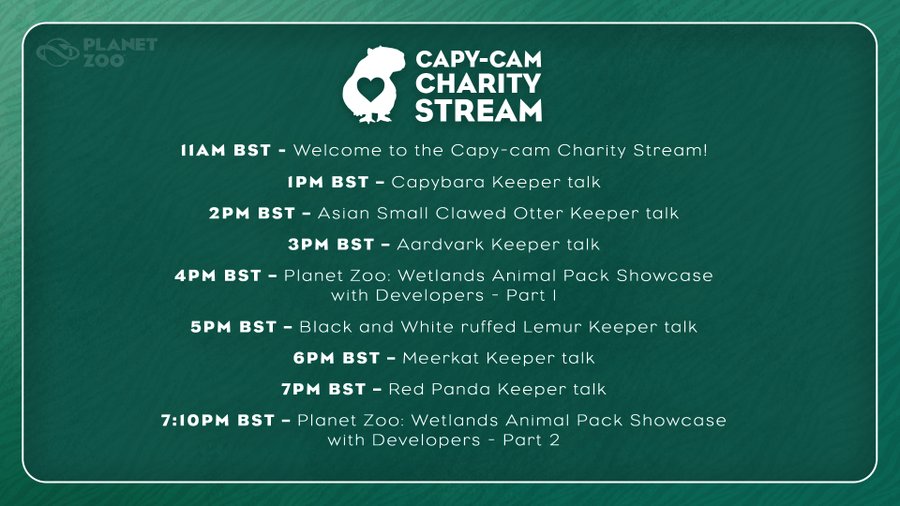 PLANET
ZOO
CAPY-CAM
CHARITY
STREAM
11AM BST - Welcome to the Capy-cam Charity Stream!
1PM BST – Capybara Keeper talk
2PM BST – Asian Small Clawed Otter Keeper talk
3PM BST – Aardvark Keeper talk
4PM BST – Planet Zoo: Wetlands Animal Pack Showcase
with Developers - Part 1
5PM BST – Black and White ruffed Lemur Keeper talk
6PM BST – Meerkat Keeper talk
7PM BST – Red Panda Keeper talk
7:10PM BST – Planet Zoo: Wetlands Animal Pack Showcase
with Developers - Part 2